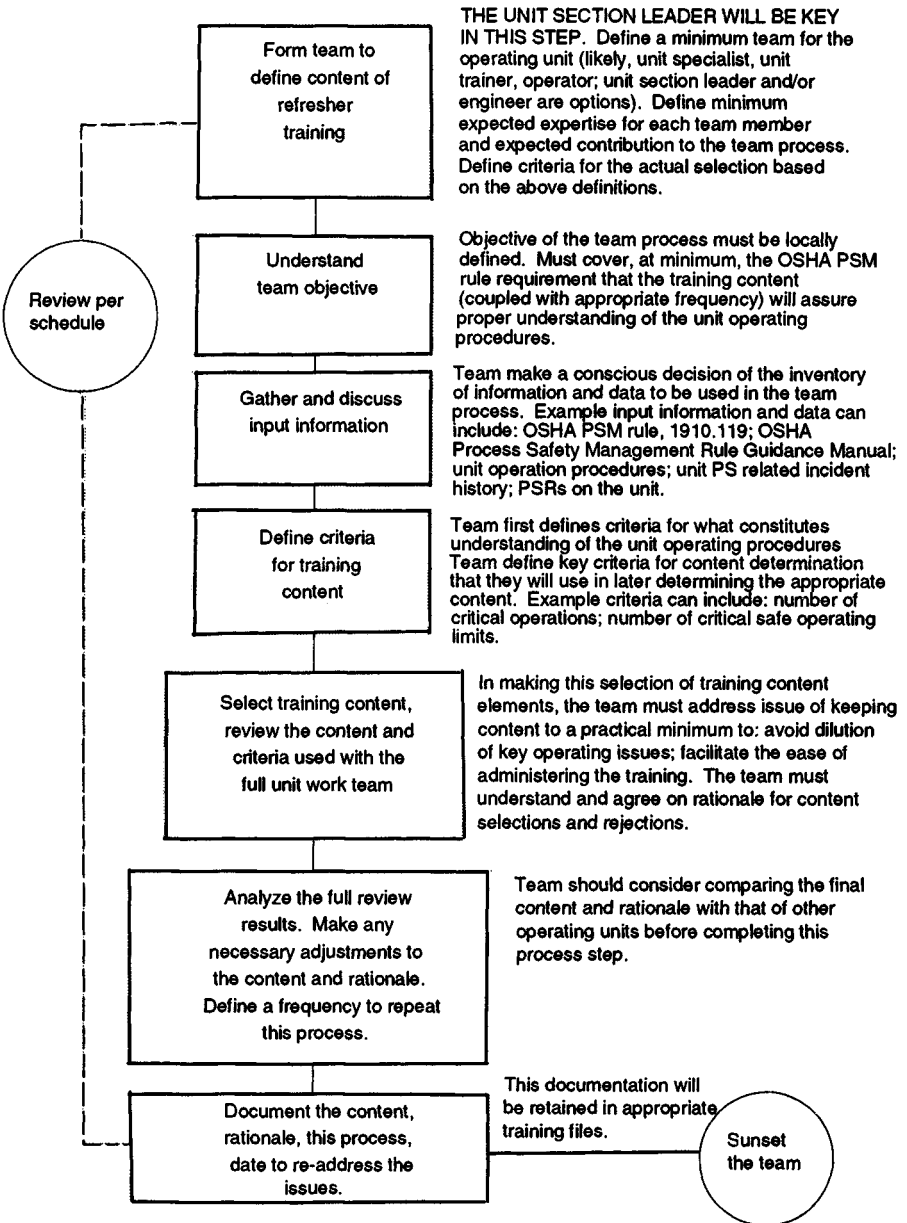 Form team to
define content of
refresher
training
THE UNIT SECTION LEADER WILL BE KEY
IN THIS STEP. Define a minimum team for the
operating unit (likely, unit specialist, unit
trainer, operator; unit section leader and/or
engineer are options). Define minimum
expected expertise for each team member
and expected contribution to the team process.
Define criteria for the actual selection based
on the above definitions.
Review per
schedule
Understand
team objective
Objective of the team process must be locally
defined. Must cover, at minimum, the OSHA PSM
rule requirement that the training content
(coupled with appropriate frequency) will assure
proper understanding of the unit operating
procedures.
Gather and discuss
input information
Team make a conscious decision of the inventory
of information and data to be used in the team
process. Example input information and data can
include: OSHA PSM rule, 1910.119; OSHA
Process Safety Management Rule Guidance Manual;
unit operation procedures; unit PS related incident
history; PSRs on the unit.
Define criteria
for training
content
Team first defines criteria for what constitutes
understanding of the unit operating procedures
Team define key criteria for content determination
that they will use in later determining the appropriate
content. Example criteria can include: number of
critical operations; number of critical safe operating
limits.
Select training content,
review the content and
criteria used with the
full unit work team
In making this selection of training content
elements, the team must address issue of keeping
content to a practical minimum to: avoid dilution
of key operating issues; facilitate the ease of
administering the training. The team must
understand and agree on rationale for content
selections and rejections.
Analyze the full review
results. Make any
necessary adjustments to
the content and rationale.
Define a frequency to repeat
this process.
Team should consider comparing the final
content and rationale with that of other
operating units before completing this
process step.
Document the content,
rationale, this process,
date to re-address the
issues.
This documentation will
be retained in appropriate
training files.
Sunset
the team